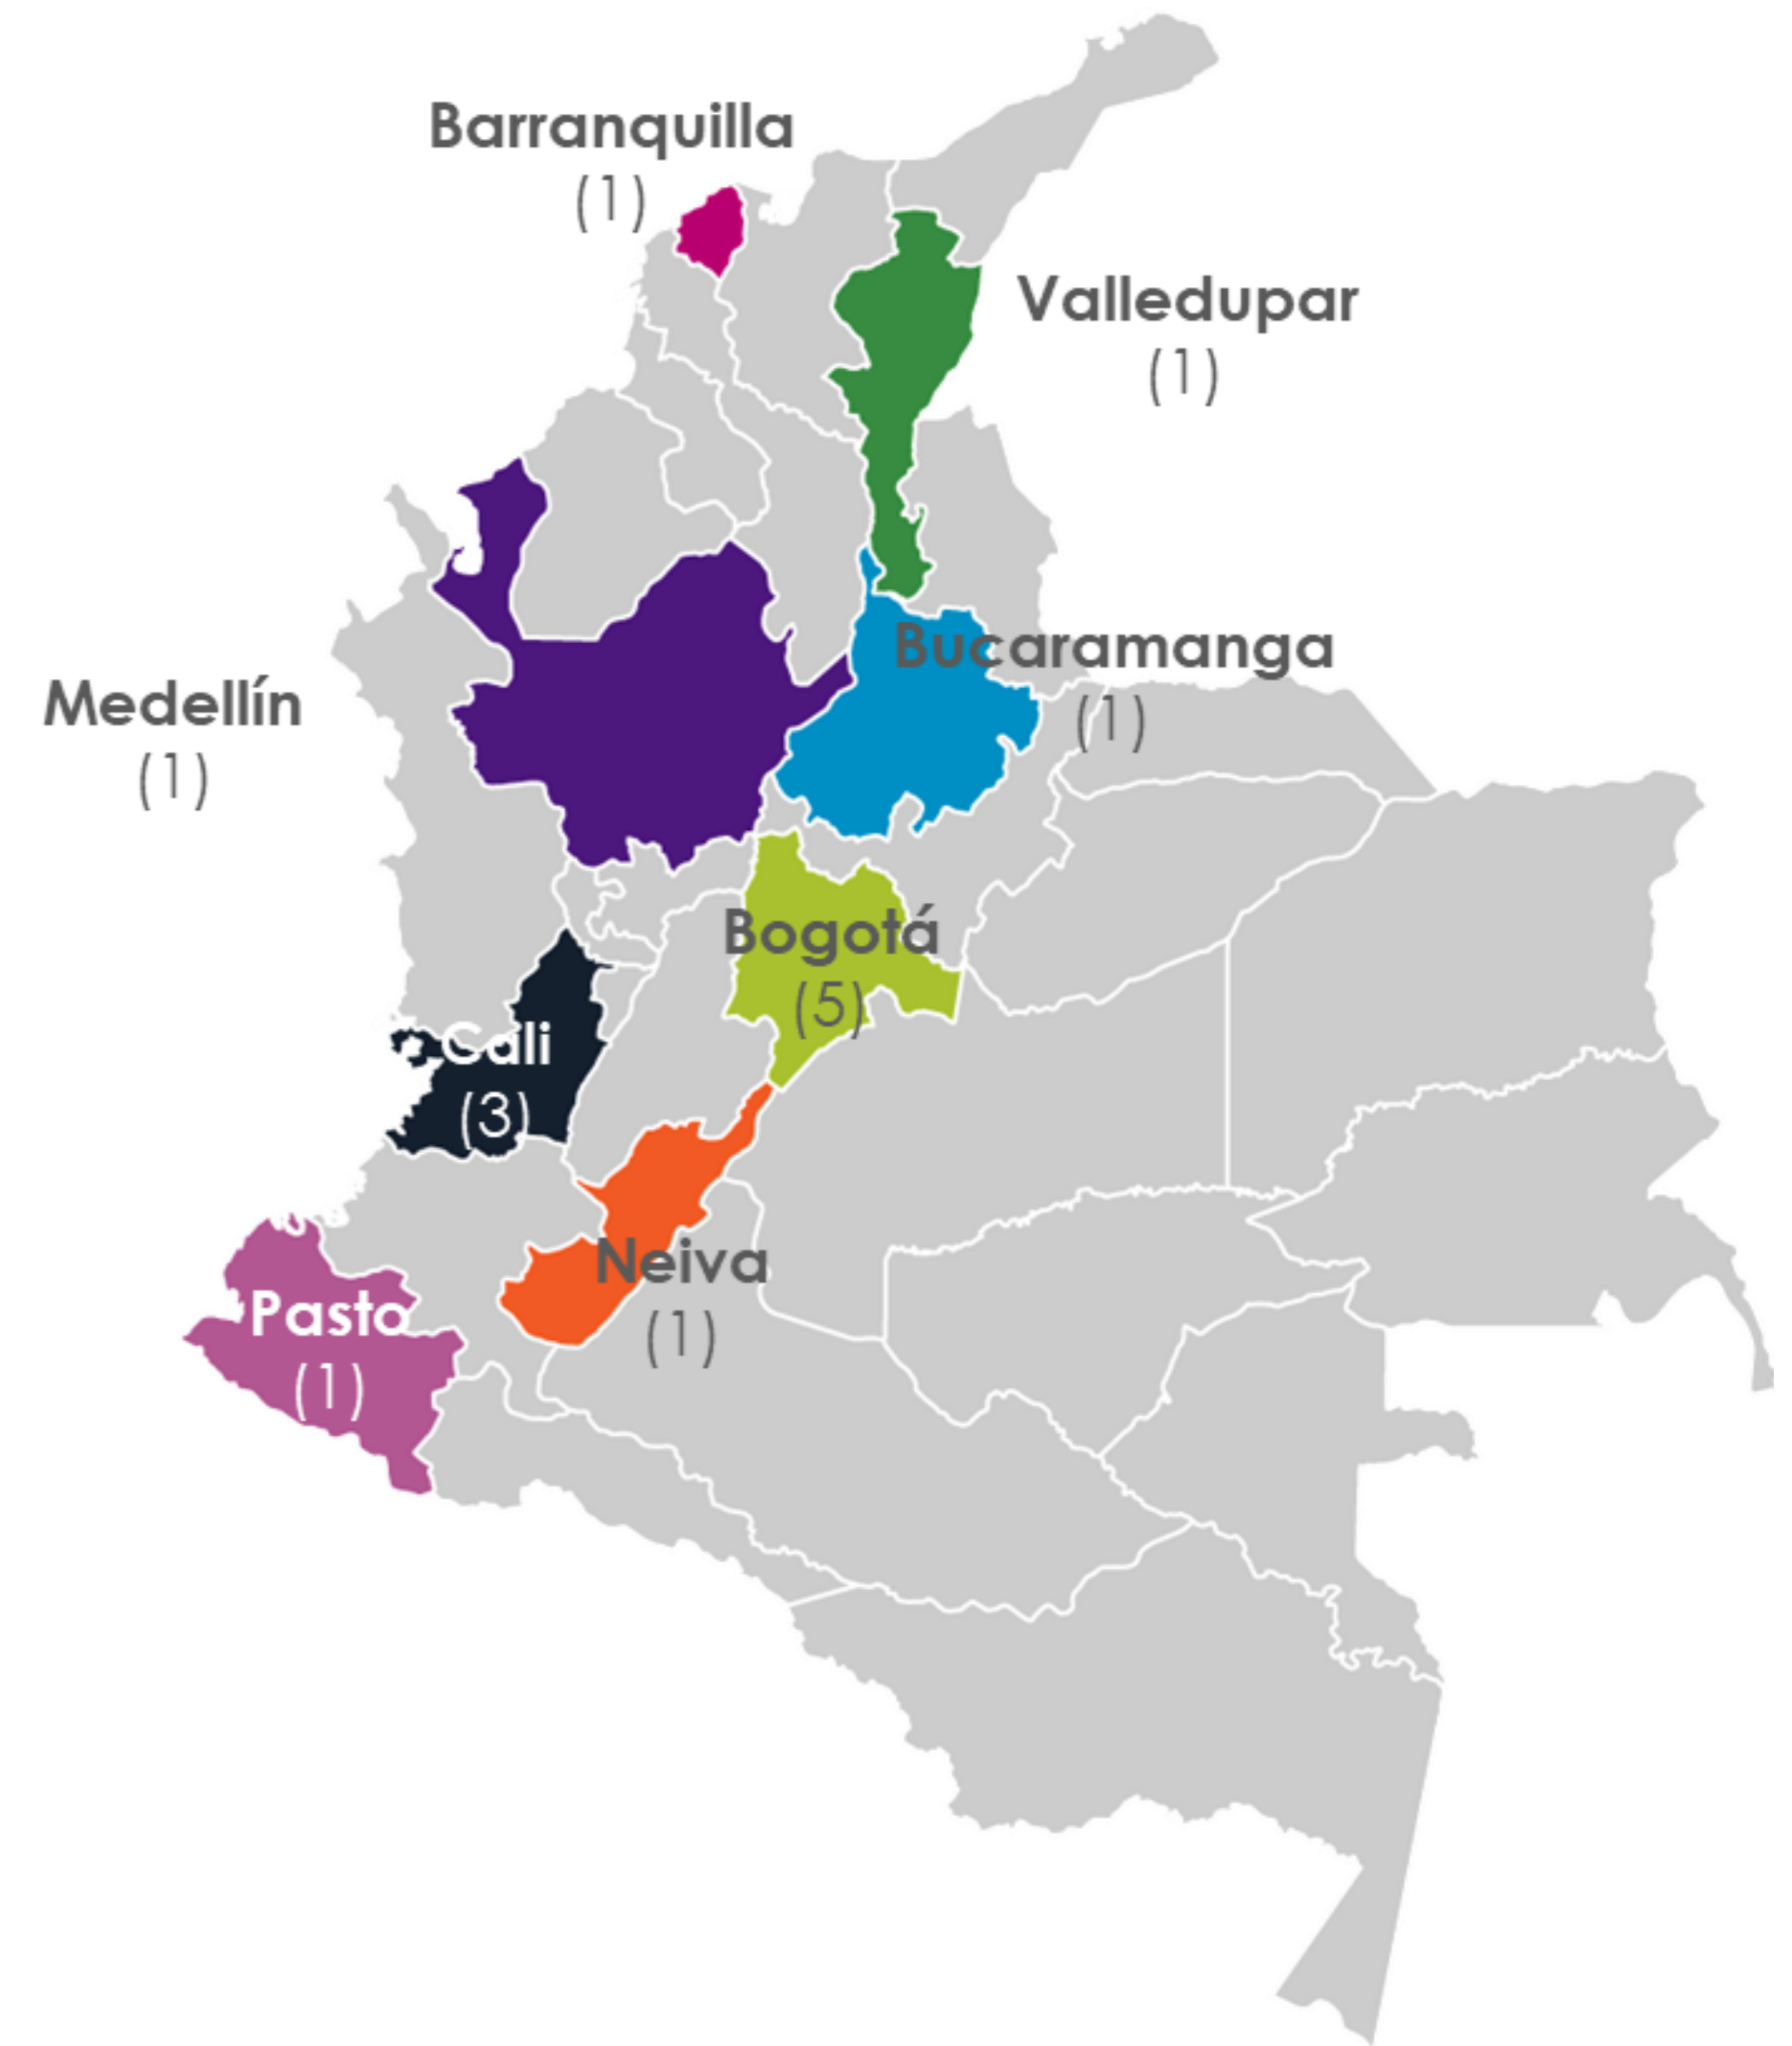 Barranquilla
(1)
Valledupar
(1)
Bucaramanga
(1)
Medellín
(1)
Bogotá
(5)
Cali
(3)
Neiva
(1)
Pasto
(1)